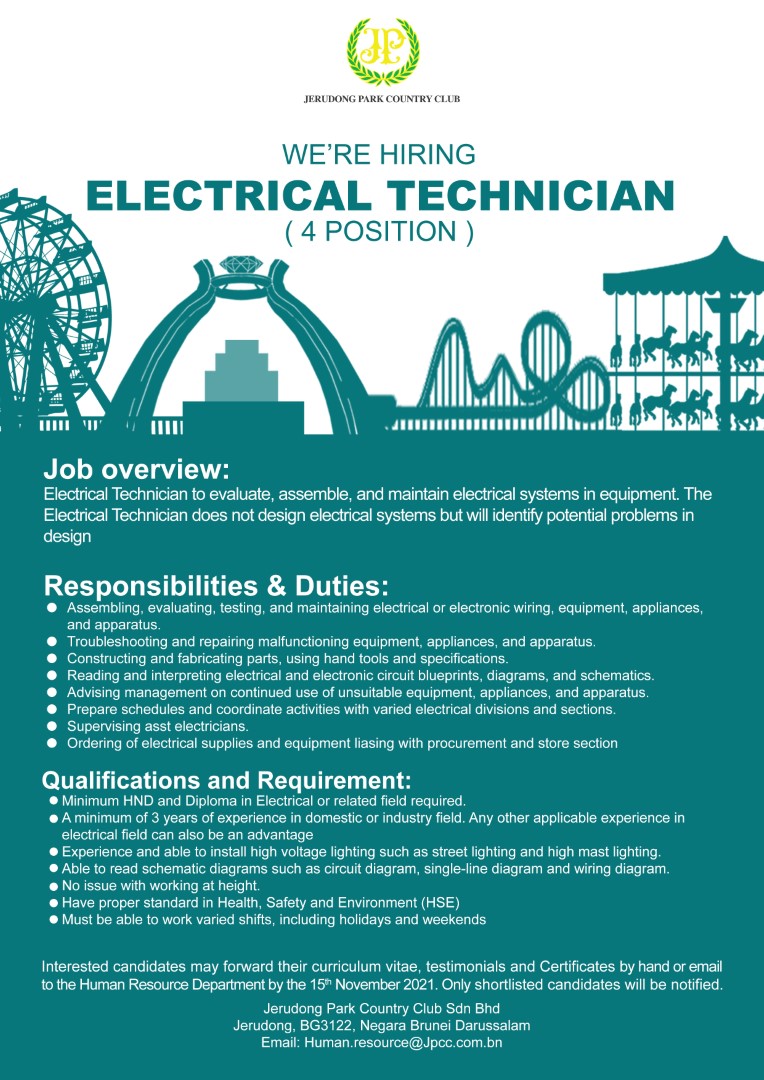 JP
JERUDONG PARK COUNTRY CLUB
WE'RE HIRING
ELECTRICAL TECHNICIAN
( 4 POSITION )
Job overview:
Electrical Technician to evaluate, assemble, and maintain electrical systems in equipment. The
Electrical Technician does not design electrical systems but will identify potential problems in
design
Responsibilities & Duties:
● Assembling, evaluating, testing, and maintaining electrical or electronic wiring, equipment, appliances,
and apparatus.
● Troubleshooting and repairing malfunctioning equipment, appliances, and apparatus.
● Constructing and fabricating parts, using hand tools and specifications.
● Reading and interpreting electrical and electronic circuit blueprints, diagrams, and schematics.
● Advising management on continued use of unsuitable equipment, appliances, and apparatus.
● Prepare schedules and coordinate activities with varied electrical divisions and sections.
● Supervising asst electricians.
● Ordering of electrical supplies and equipment liasing with procurement and store section
Qualifications and Requirement:
● Minimum HND and Diploma in Electrical or related field required.
● A minimum of 3 years of experience in domestic or industry field. Any other applicable experience in
electrical field can also be an advantage
● Experience and able to install high voltage lighting such as street lighting and high mast lighting.
● Able to read schematic diagrams such as circuit diagram, single-line diagram and wiring diagram.
● No issue with working at height.
● Have proper standard in Health, Safety and Environment (HSE)
● Must be able to work varied shifts, including holidays and weekends
Interested candidates may forward their curriculum vitae, testimonials and Certificates by hand or email
to the Human Resource Department by the 15th November 2021. Only shortlisted candidates will be notified.
Jerudong Park Country Club Sdn Bhd
Jerudong, BG3122, Negara Brunei Darussalam
Email: Human.resource@Jpcc.com.bn